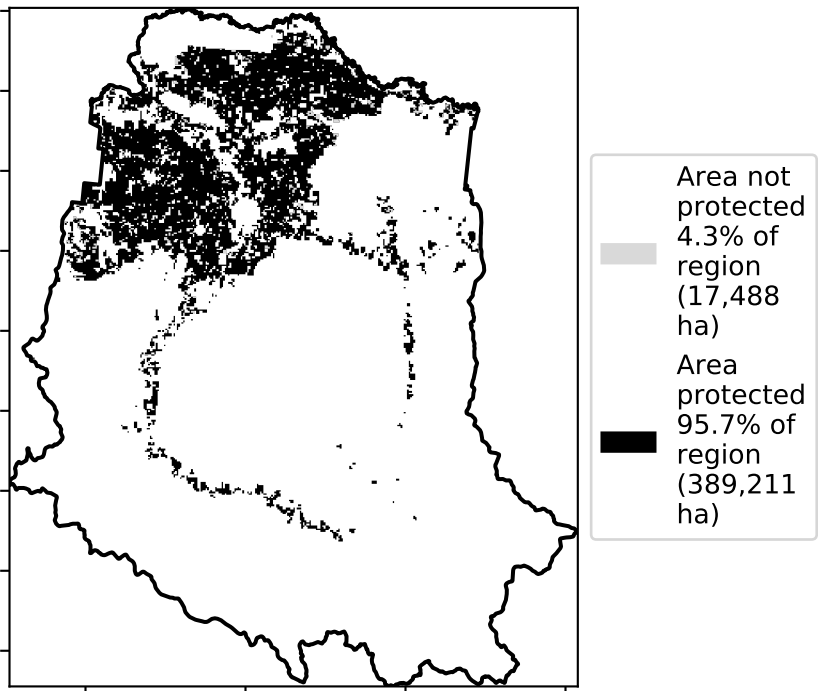 Area not
protected
4.3% of
region
(17,488
ha)
Area
protected
95.7% of
region
(389,211
ha)